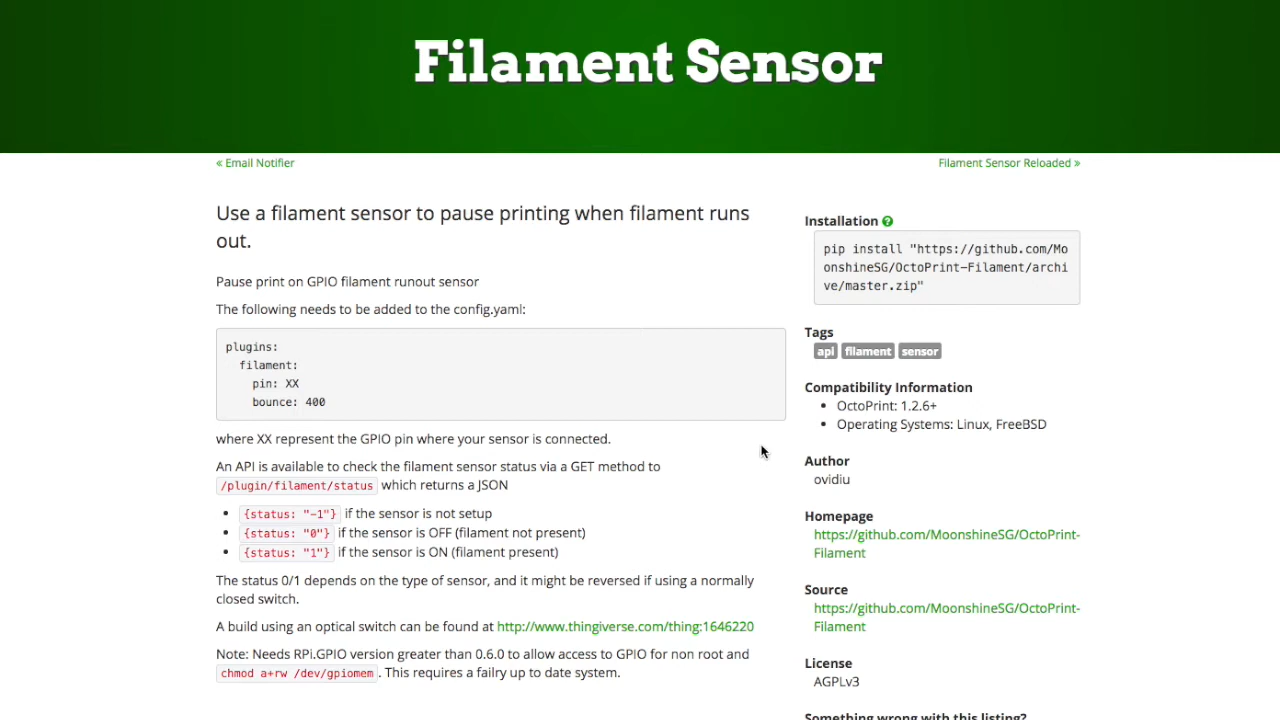 Filament Sensor
« Email Notifier
Filament Sensor Reloaded »
Use a filament sensor to pause printing when filament runs
out.
Pause print on GPIO filament runout sensor
The following needs to be added to the config.yaml:
plugins:
filament:
pin: XX
bounce: 400
where XX represent the GPIO pin where your sensor is connected.
An API is available to check the filament sensor status via a GET method to
/plugin/filament/status which returns a JSON
{status: "-1"} if the sensor is not setup
{status: "0"} if the sensor is OFF (filament not present)
{status: "1"} if the sensor is ON (filament present)
The status 0/1 depends on the type of sensor, and it might be reversed if using a normally
closed switch.
A build using an optical switch can be found at http://www.thingiverse.com/thing:1646220
Note: Needs RPi.GPIO version greater than 0.6.0 to allow access to GPIO for non root and
chmod a+rw /dev/gpiomem. This requires a failry up to date system.
Installation ?
pip install "https://github.com/Mo
onshineSG/OctoPrint-Filament/archi
ve/master.zip"
Tags
api filament sensor
Compatibility Information
OctoPrint: 1.2.6+
Operating Systems: Linux, FreeBSD
Author
ovidiu
Homepage
https://github.com/MoonshineSG/OctoPrint-
Filament
Source
https://github.com/MoonshineSG/OctoPrint-
Filament
License
AGPLv3
Something wrong with this listing?